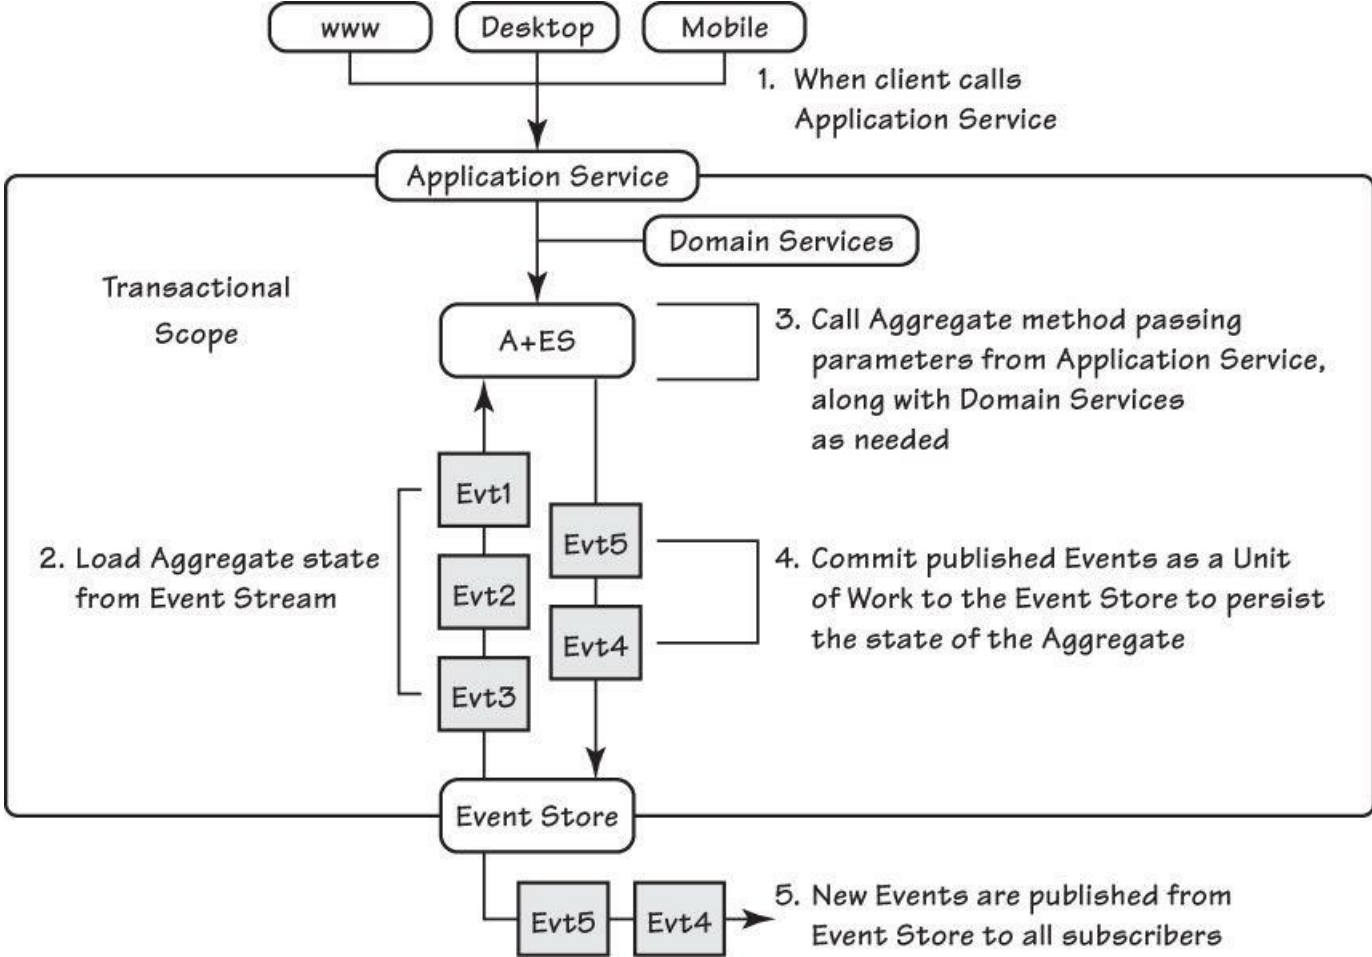 www
Desktop
Mobile
1. When client calls
Application Service
Application Service
Domain Services
Transactional
Scope
A+ES
3. Call Aggregate method passing
parameters from Application Service,
along with Domain Services
as needed
Evt1
Evt2
Evt3
2. Load Aggregate state
from Event Stream
Evt5
Evt4
4. Commit published Events as a Unit
of Work to the Event Store to persist
the state of the Aggregate
Event Store
Evt5
Evt4
5. New Events are published from
Event Store to all subscribers